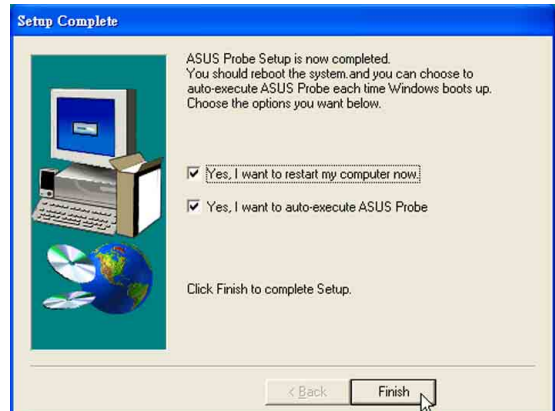 Setup Complete
ASUS Probe Setup is now completed.
You should reboot the system.and you can choose to
auto-execute ASUS Probe each time Windows boots up.
Choose the options you want below.
Yes, I want to restart my computer now.
Yes, I want to auto-execute ASUS Probe
Click Finish to complete Setup.
< Back
Finish